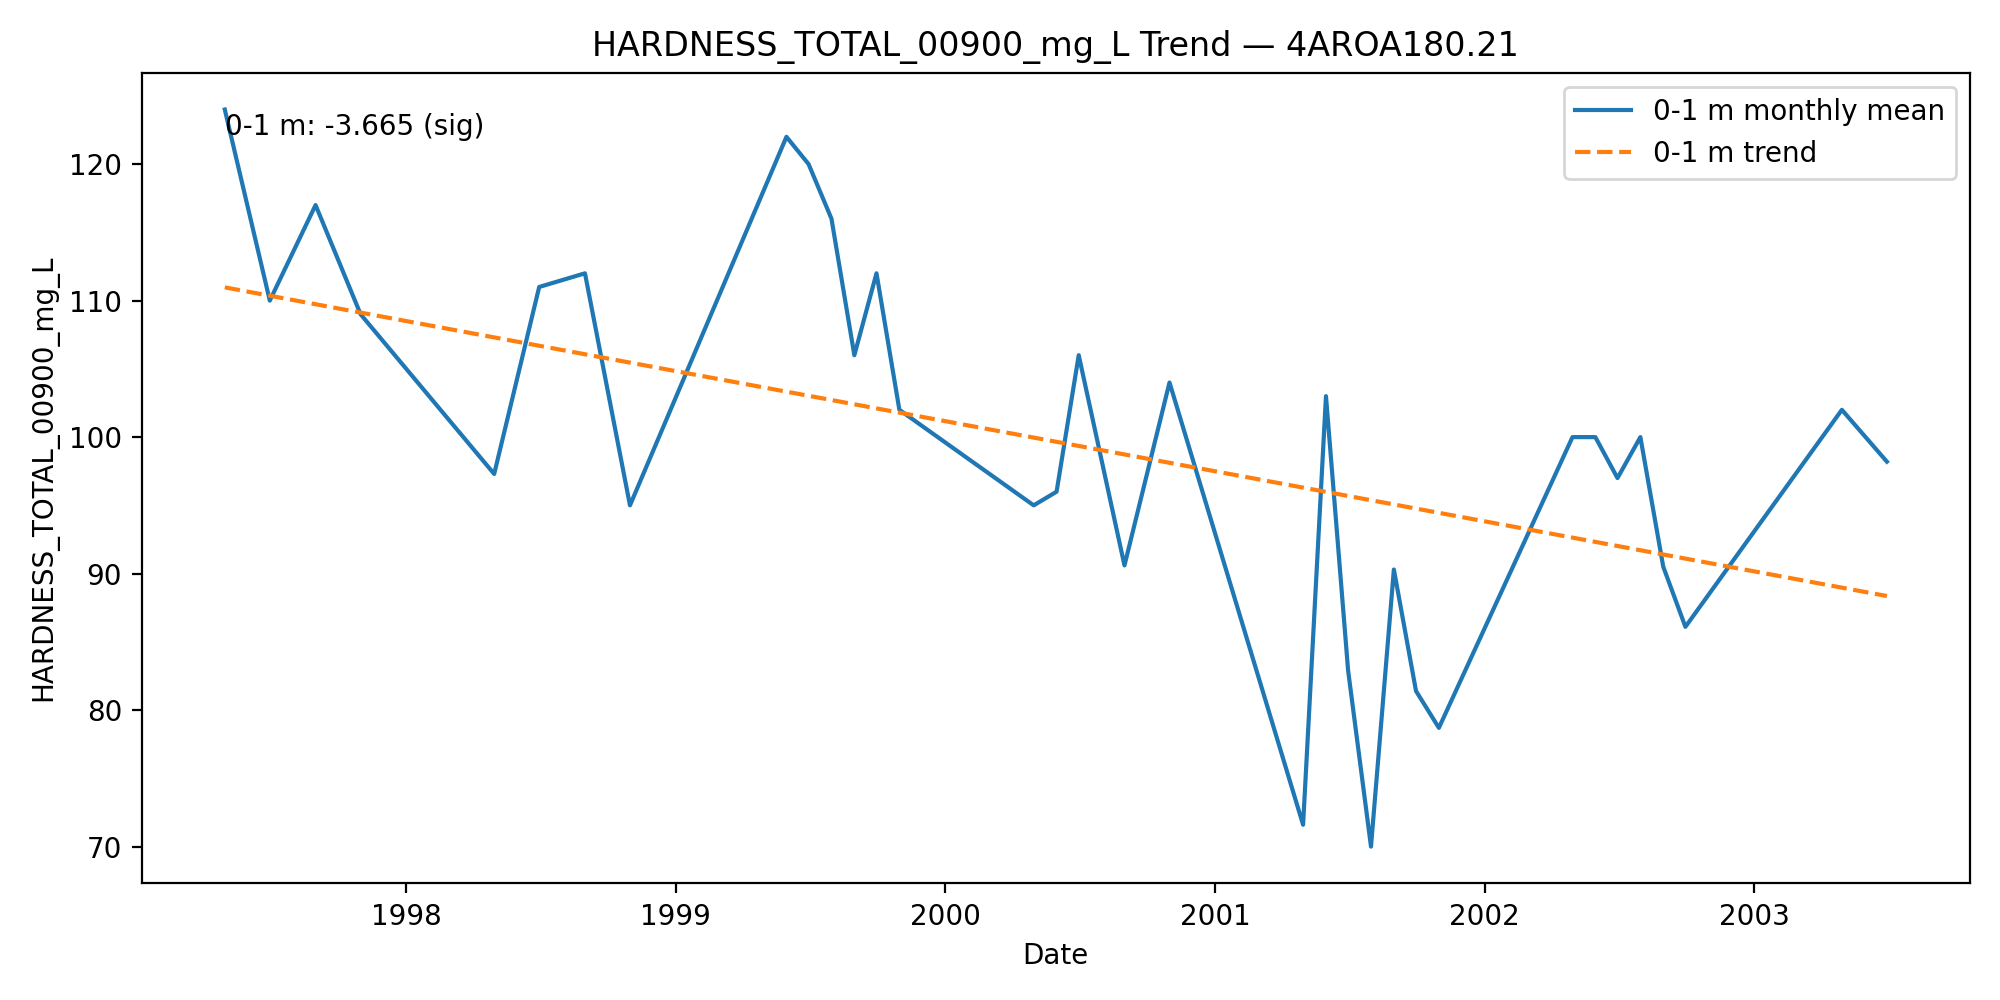 HARDNESS_TOTAL_00900_mg_L Trend — 4AROA180.21
0-1 m: -3.665 (sig)
0-1 m monthly mean
0-1 m trend
HARDNESS_TOTAL_00900_mg_L
120
110
100
90
80
70
1998
1999
2000
2001
2002
2003
Date